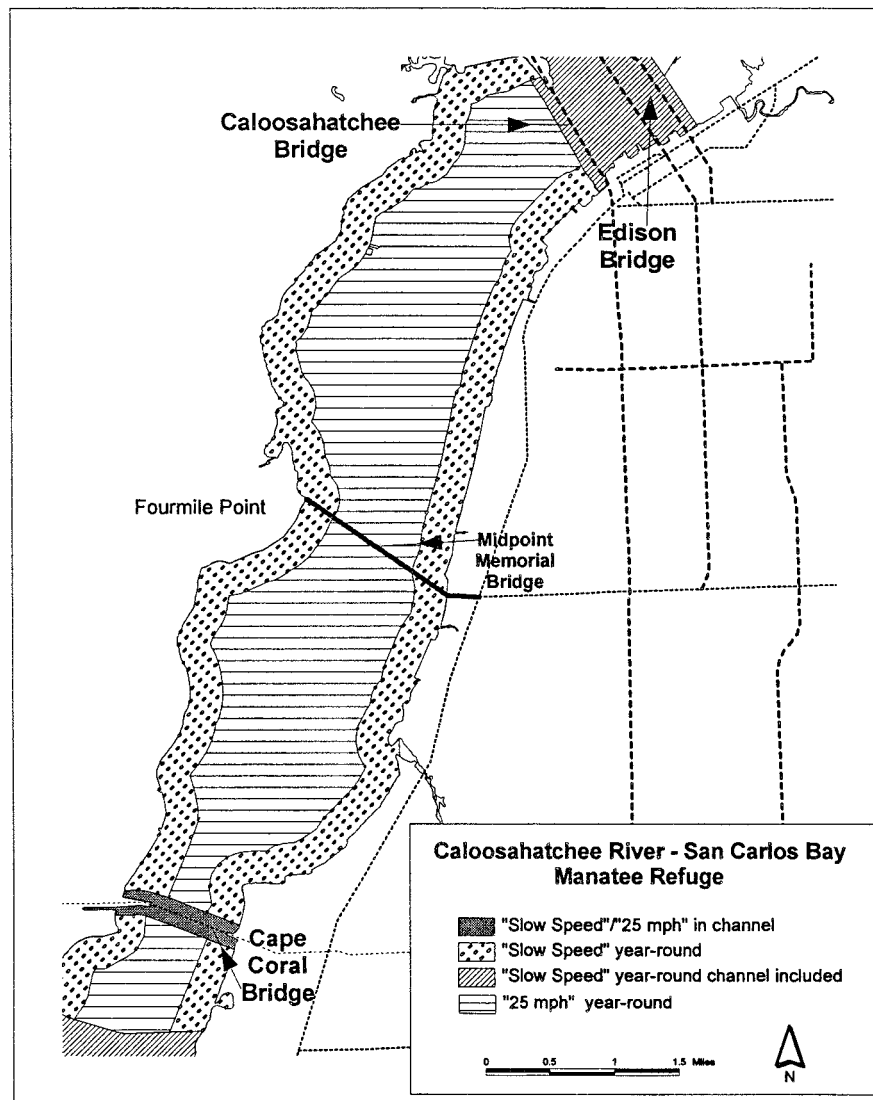 Caloosahatchee
Bridge
Edison
Bridge
Fourmile Point
Midpoint
Memorial
Bridge
Cape
Coral
Bridge
Caloosahatchee River - San Carlos Bay
Manatee Refuge
"Slow Speed"/"25 mph" in channel
"Slow Speed" year-round
"Slow Speed" year-round channel included
"25 mph" year-round
0 0.5 1 1.5 Miles
N